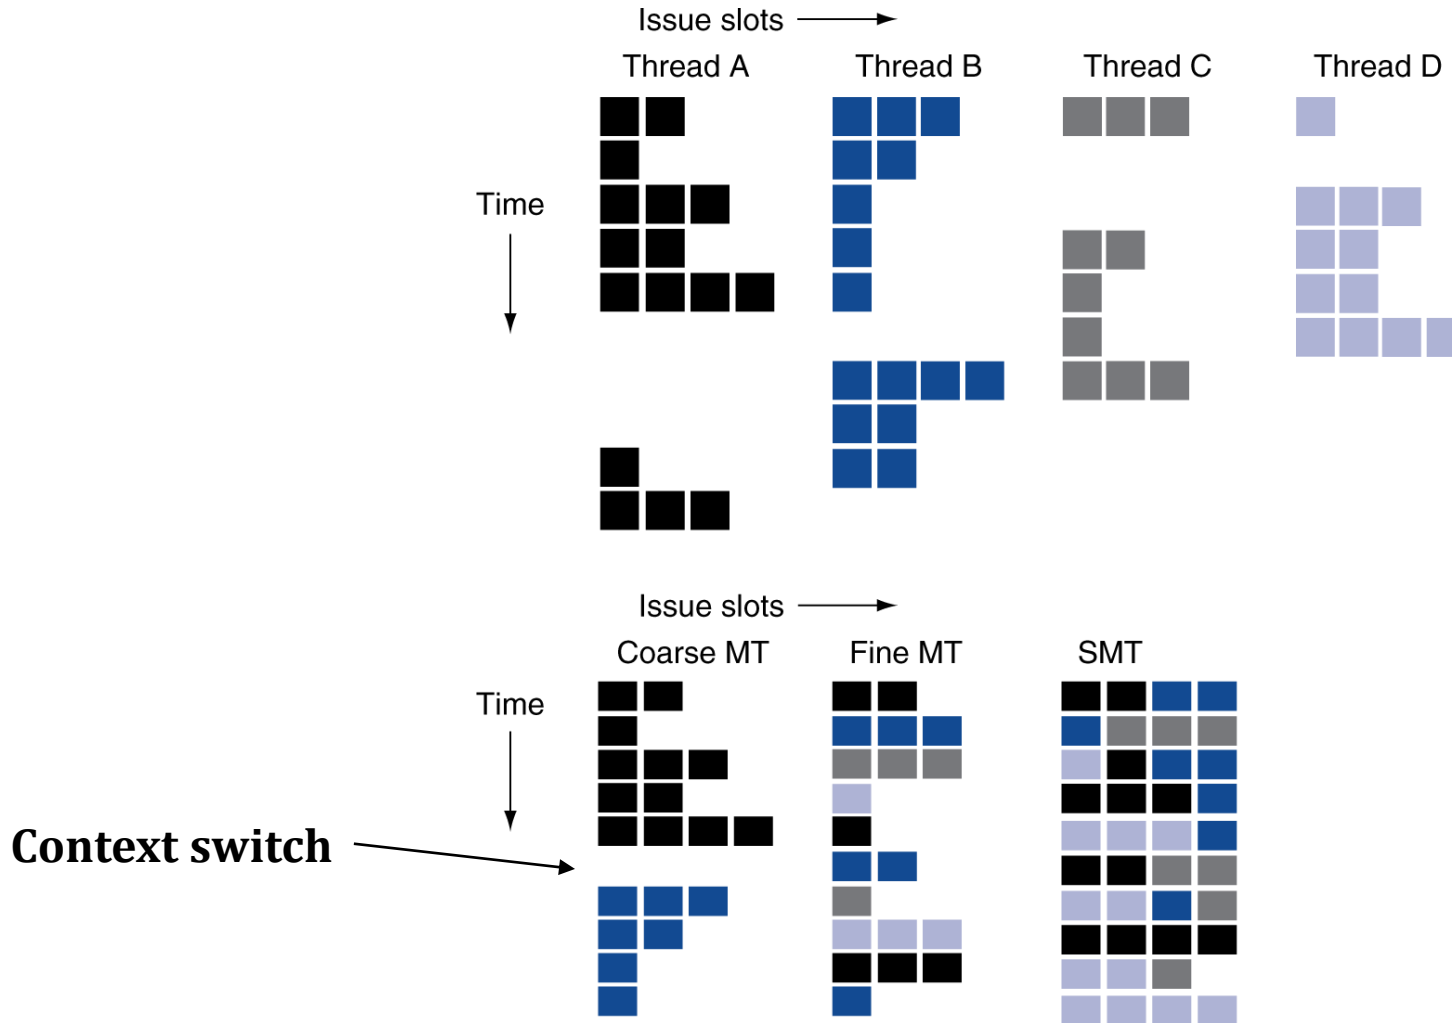 Issue slots
Thread A Thread B Thread C Thread D
Time
Issue slots
Coarse MT Fine MT SMT
Time
Context switch